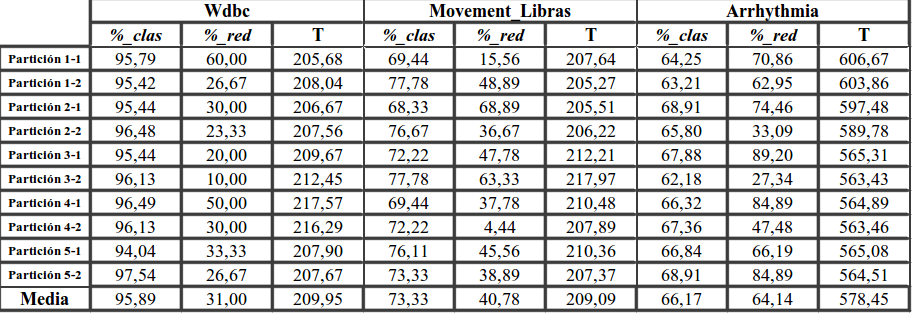 Wdbc Movement_Libras Arrhythmia
%_clas %_red T %_clas %_red T %_clas %_red T
Partición 1-1 95,79 60,00 205,68 69,44 15,56 207,64 64,25 70,86 606,67
Partición 1-2 95,42 26,67 208,04 77,78 48,89 205,27 63,21 62,95 603,86
Partición 2-1 95,44 30,00 206,67 68,33 68,89 205,51 68,91 74,46 597,48
Partición 2-2 96,48 23,33 207,56 76,67 36,67 206,22 65,80 33,09 589,78
Partición 3-1 95,44 20,00 209,67 72,22 47,78 212,21 67,88 89,20 565,31
Partición 3-2 96,13 10,00 212,45 77,78 63,33 217,97 62,18 27,34 563,43
Partición 4-1 96,49 50,00 217,57 69,44 37,78 210,48 66,32 84,89 564,89
Partición 4-2 96,13 30,00 216,29 72,22 4,44 207,89 67,36 47,48 563,46
Partición 5-1 94,04 33,33 207,90 76,11 45,56 210,36 66,84 66,19 565,08
Partición 5-2 97,54 26,67 207,67 73,33 38,89 207,37 68,91 84,89 564,51
Media 95,89 31,00 209,95 73,33 40,78 209,09 66,17 64,14 578,45